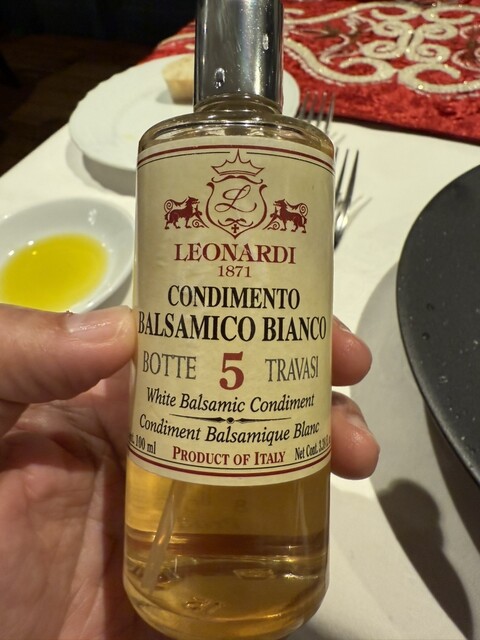 L
LEONARDI
1871
CONDIMENTO
BALSAMICO BIANCO
BOTTE 5 TRAVASI
White Balsamic Condiment
Condiment Balsamique Blanc
100 ml PRODUCT OF ITALY Net Cont.